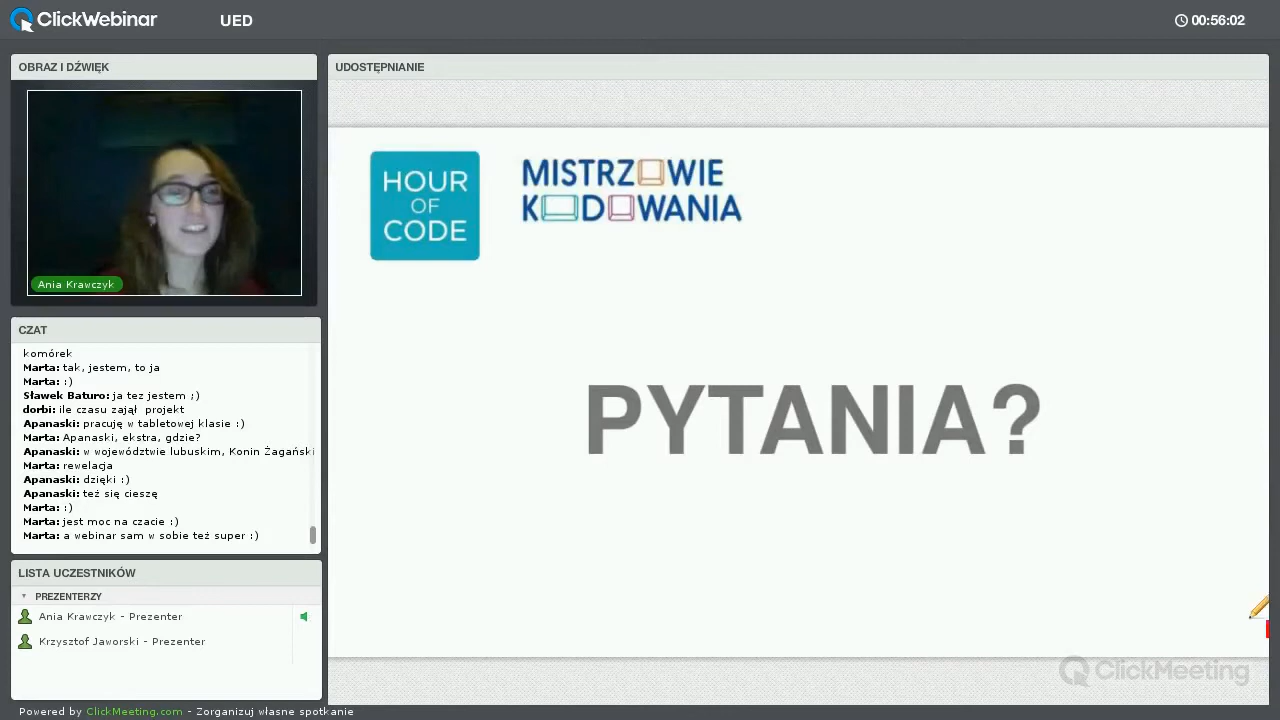 ClickWebinar
UED
00:56:02
OBRAZ I DŹWIĘK
Ania Krawczyk
CZAT
komórek
Marta: tak, jestem, to ja
Marta: :)
Sławek Baturo: ja tez jestem ;)
dorbi: ile czasu zajął projekt
Apanaski: pracuję w tabletowej klasie :)
Marta: Apanaski, ekstra, gdzie?
Apanaski: w województwie lubuskim, Konin Żagański
Marta: rewelacja
Apanaski: dzięki :)
Apanaski: też się cieszę
Marta: :)
Marta: jest moc na czacie :)
Marta: a webinar sam w sobie też super :)
LISTA UCZESTNIKÓW
PREZENTERZY
Ania Krawczyk - Prezenter
Krzysztof Jaworski - Prezenter
Powered by ClickMeeting.com - Zorganizuj własne spotkanie
UDOSTĘPNIANIE
HOUR
OF
CODE
MISTRZOWIE
KODOWANIA
PYTANIA?
ClickMeeting